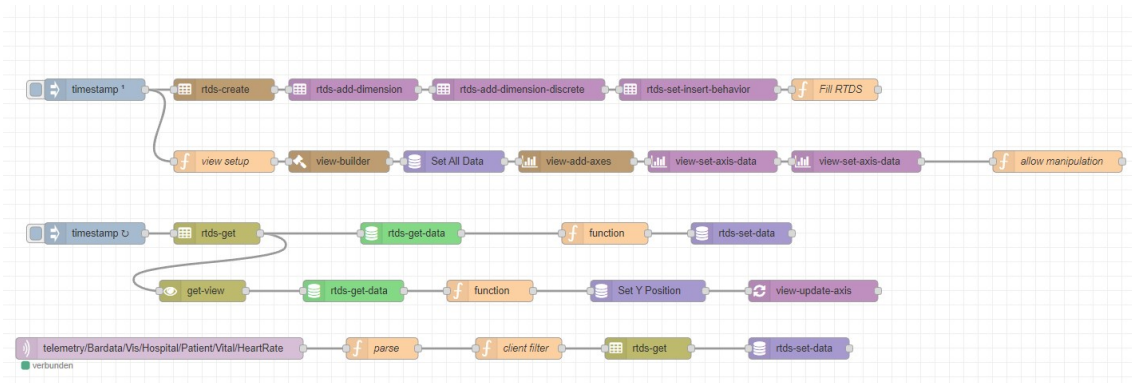 timestamp ¹ rtds-create rtds-add-dimension rtds-add-dimension-discrete rtds-set-insert-behavior Fill RTDS
view setup view-builder Set All Data view-add-axes view-set-axis-data view-set-axis-data allow manipulation
timestamp ↻ rtds-get rtds-get-data function rtds-set-data
get-view rtds-get-data function Set Y Position view-update-axis
telemetry/Bardata/Vis/Hospital/Patient/Vital/HeartRate parse client filter rtds-get rtds-set-data
verbunden